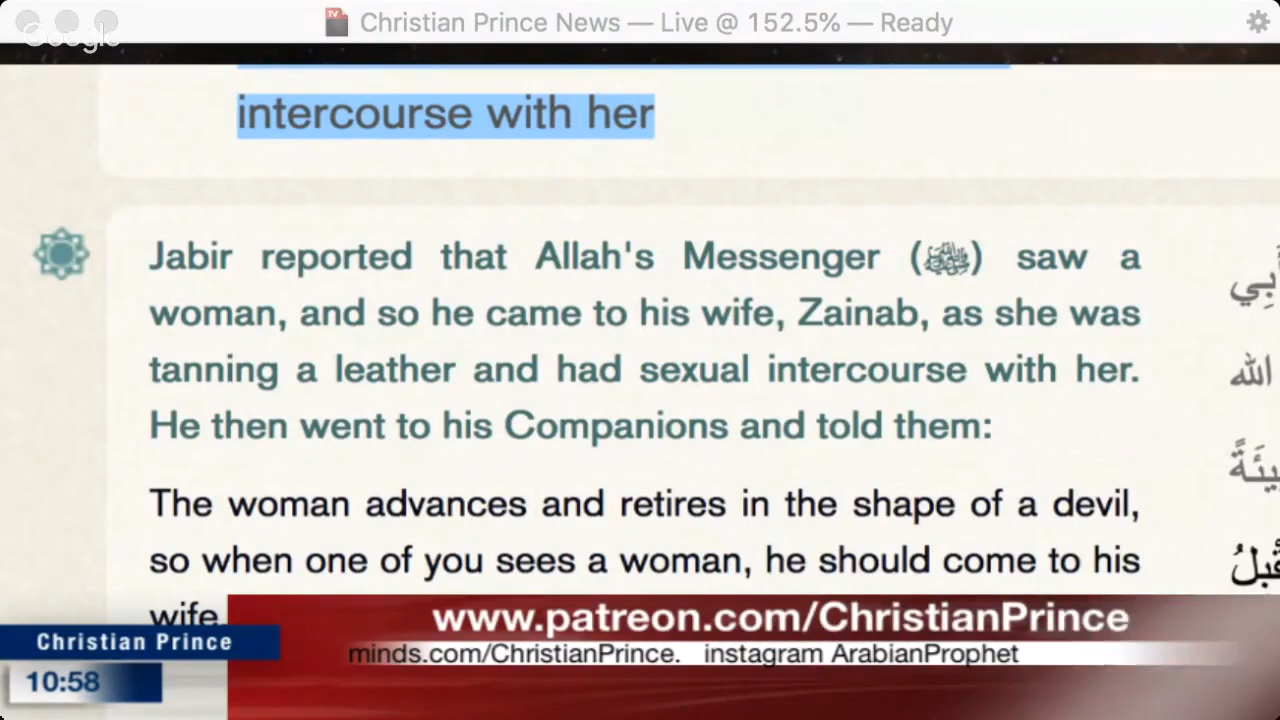 Christian Prince News — Live @ 152.5% — Ready
Google
intercourse with her
Jabir reported that Allah's Messenger (ﷺ) saw a
woman, and so he came to his wife, Zainab, as she was
tanning a leather and had sexual intercourse with her.
He then went to his Companions and told them:
The woman advances and retires in the shape of a devil,
so when one of you sees a woman, he should come to his
wife
الله
www.patreon.com/ChristianPrince
Christian Prince
minds.com/ChristianPrince. instagram ArabianProphet
10:58